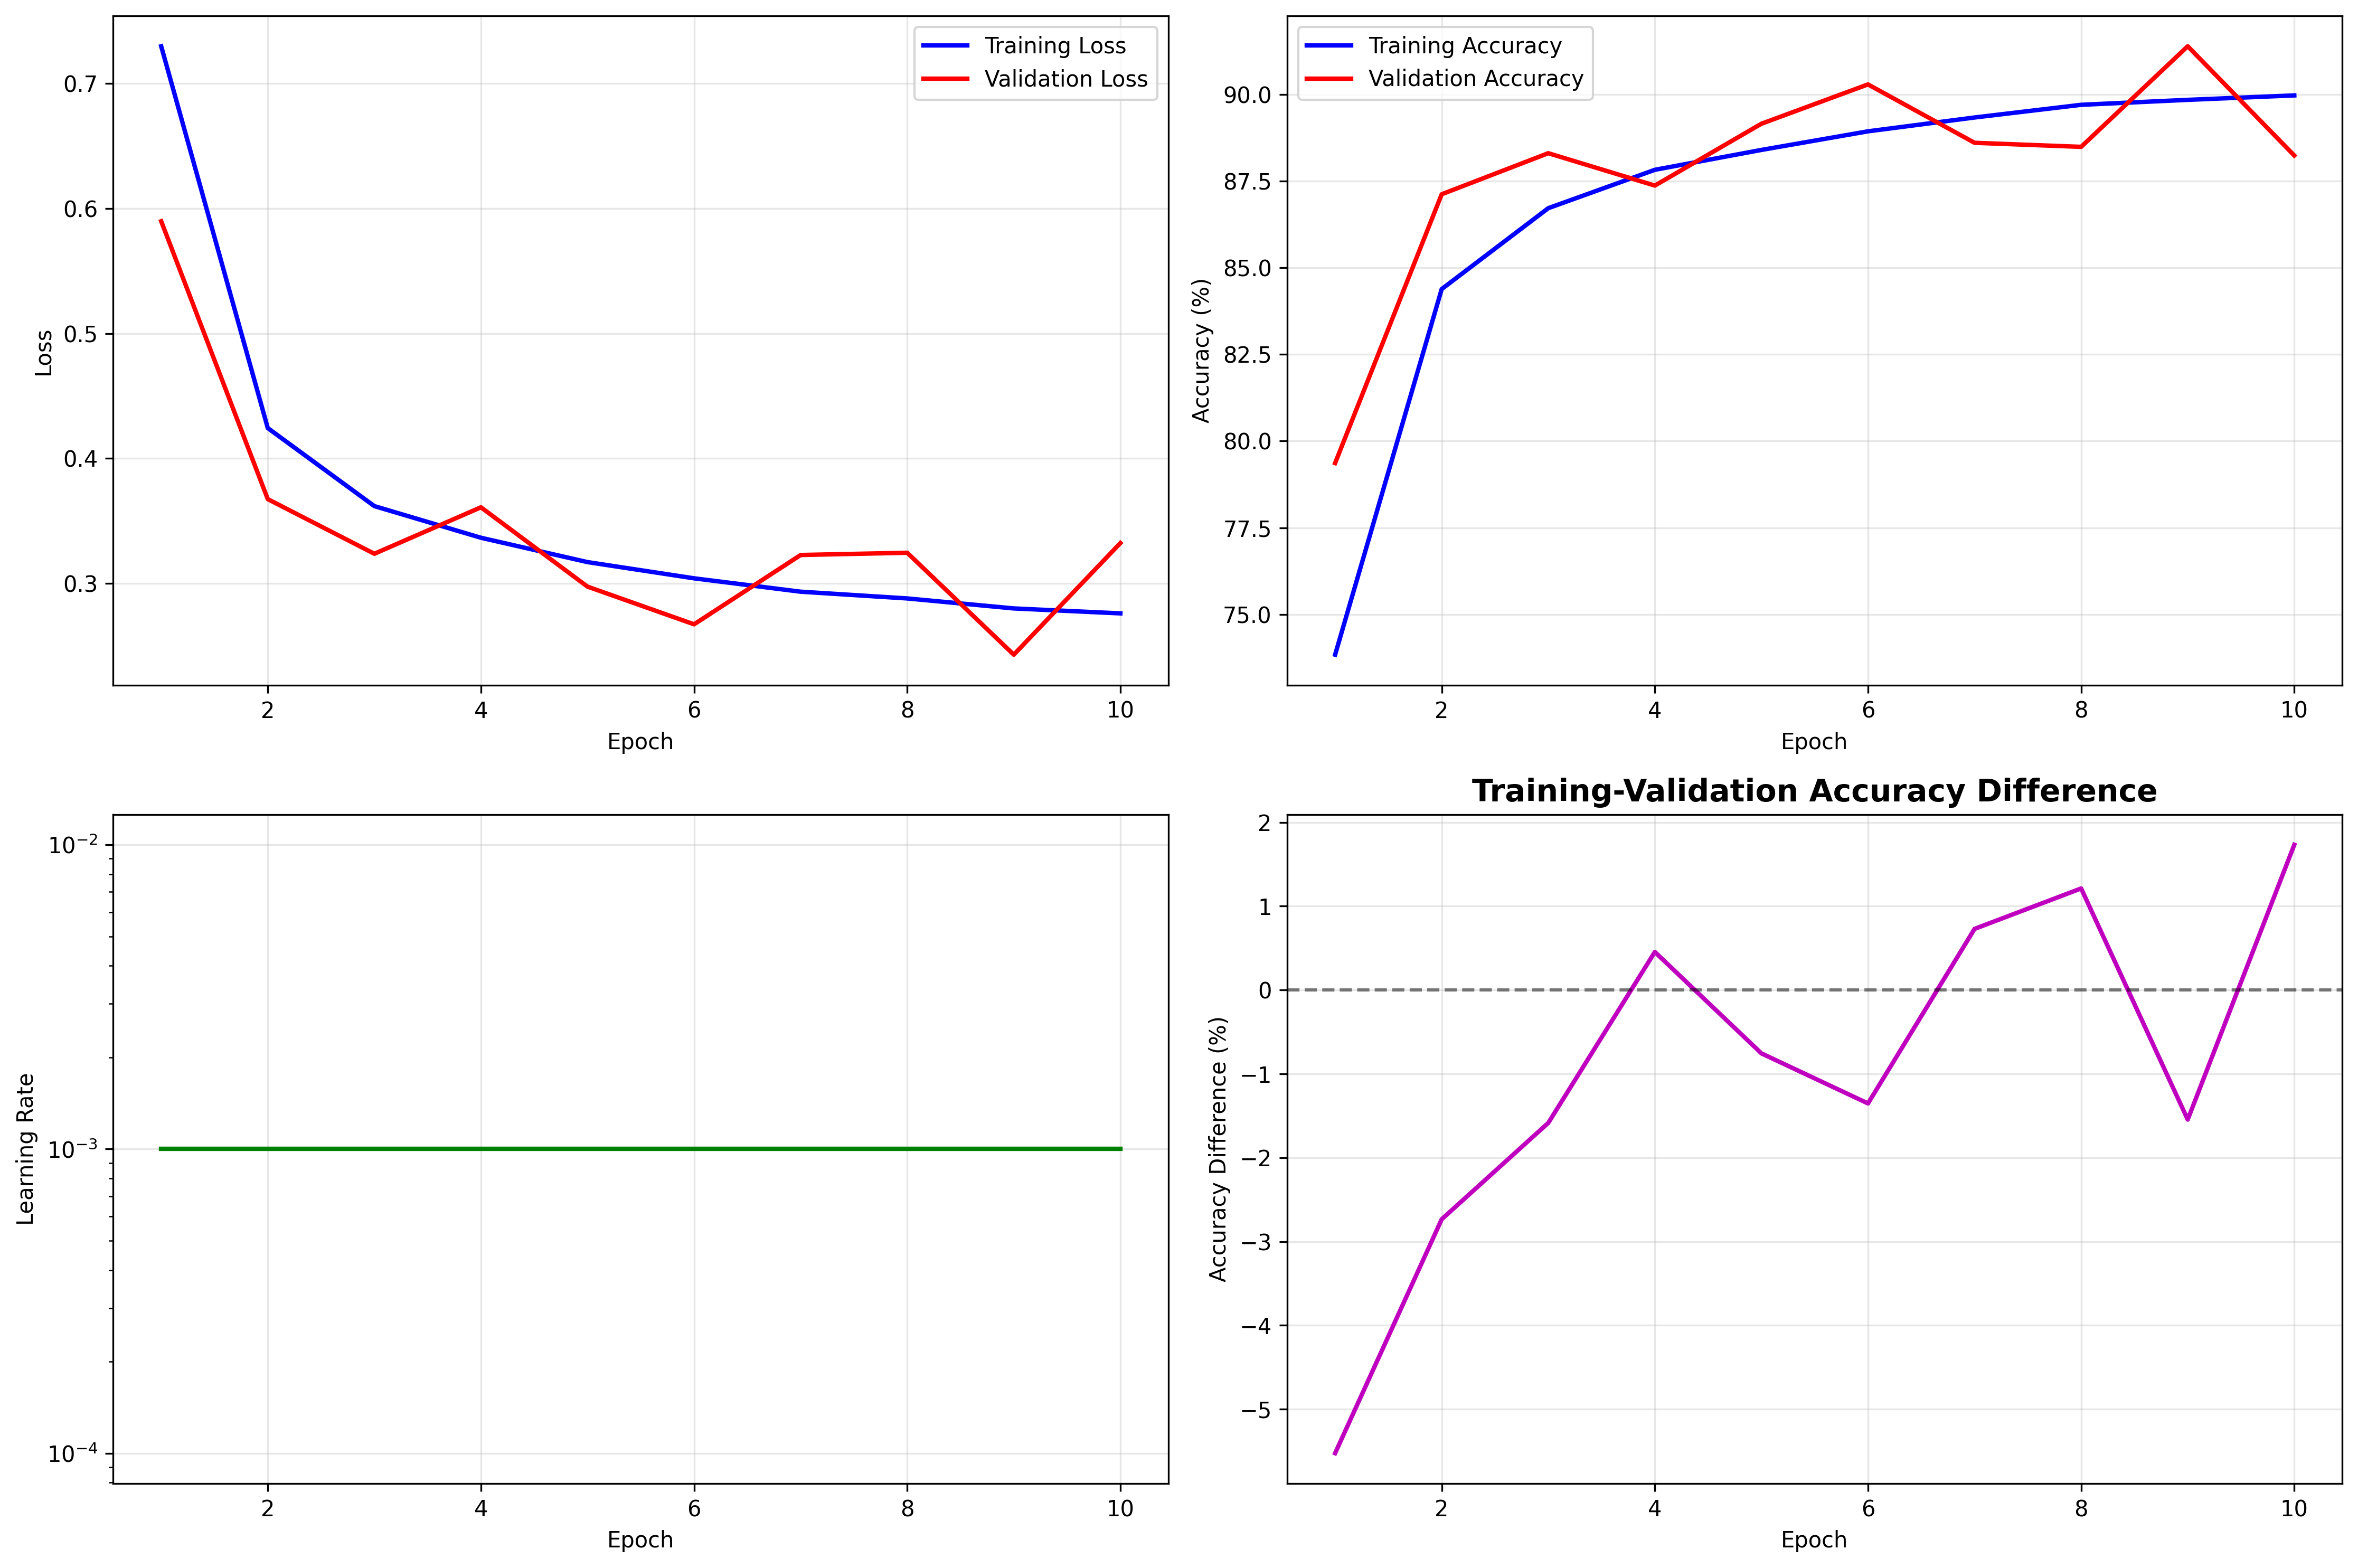 Training Loss
Validation Loss
0.7
0.6
0.5
0.4
0.3
Loss
2 4 6 8 10
Epoch
Training Accuracy
Validation Accuracy
90.0
87.5
85.0
82.5
80.0
77.5
75.0
Accuracy (%)
2 4 6 8 10
Epoch
10⁻²
10⁻³
10⁻⁴
Learning Rate
2 4 6 8 10
Epoch
Training-Validation Accuracy Difference
2
1
0
−1
−2
−3
−4
−5
Accuracy Difference (%)
2 4 6 8 10
Epoch